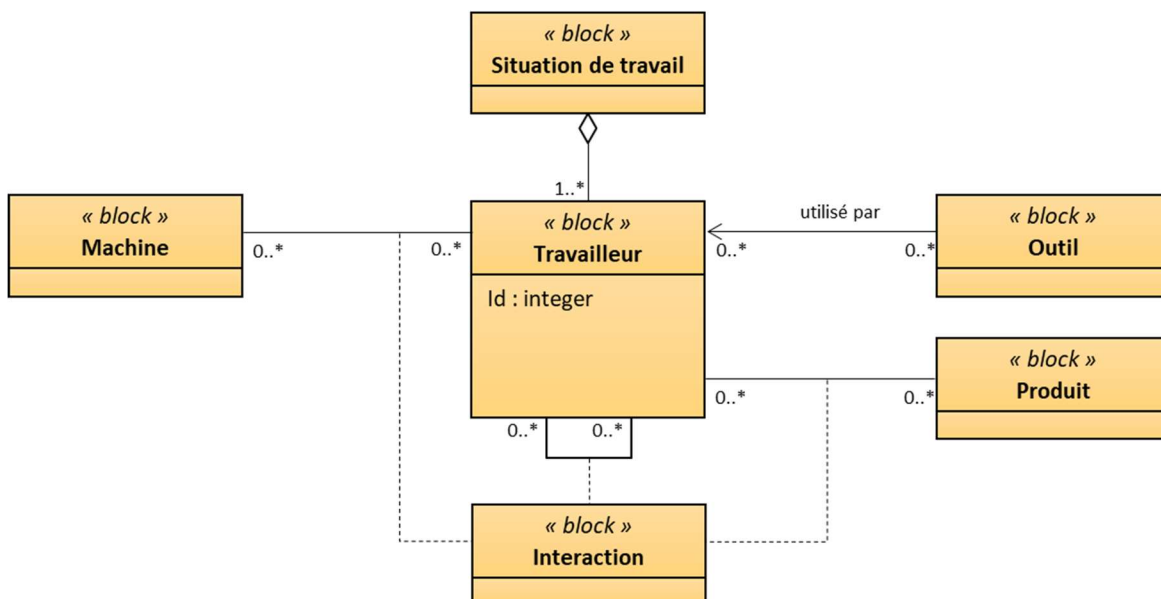 « block »
Situation de travail
1..*
« block »
Machine
0..*
0..*
« block »
Travailleur
Id : integer
utilisé par
0..*
0..*
« block »
Outil
« block »
Produit
0..*
0..*
0..*
0..*
« block »
Interaction